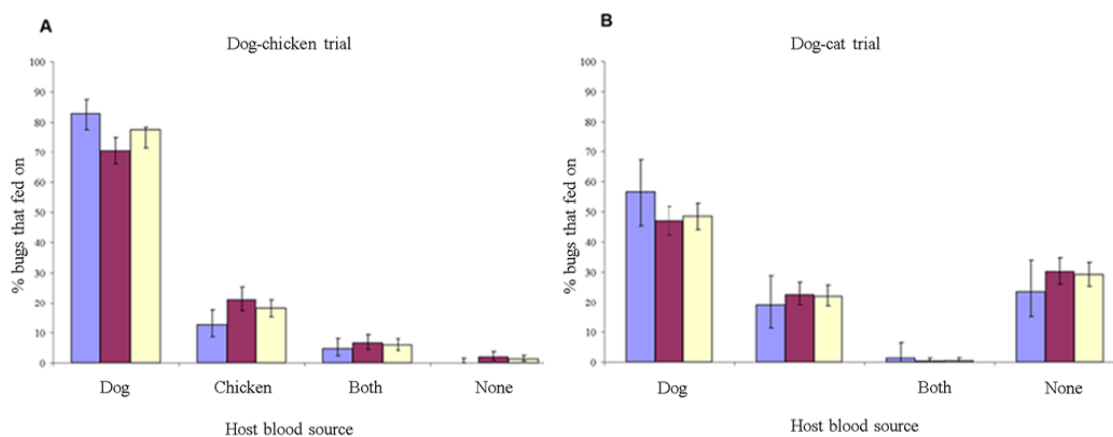 A
Dog-chicken trial
% bugs that fed on
100
90
80
70
60
50
40
30
20
10
0
Dog Chicken Both None
Host blood source
B
Dog-cat trial
% bugs that fed on
100
90
80
70
60
50
40
30
20
10
0
Dog Both None
Host blood source